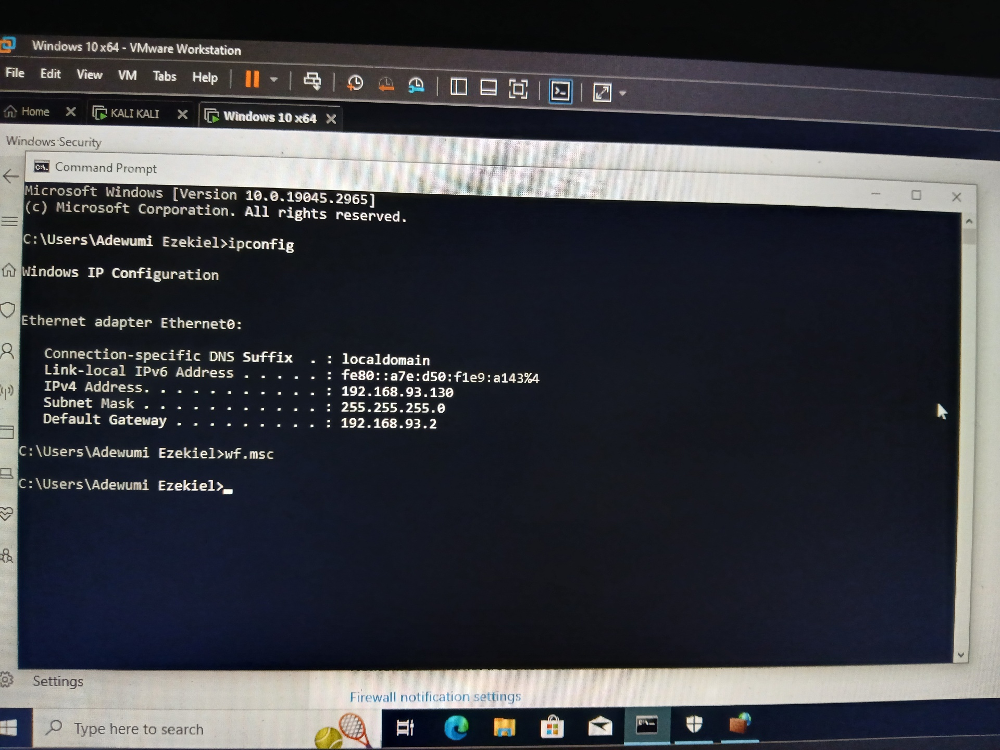 Windows 10 x64 - VMware Workstation
File Edit View VM Tabs Help
Home KALI KALI Windows 10 x64
Windows Security
Command Prompt
Microsoft Windows [Version 10.0.19045.2965]
(c) Microsoft Corporation. All rights reserved.
C:\Users\Adewumi Ezekiel>ipconfig
Windows IP Configuration
Ethernet adapter Ethernet0:
Connection-specific DNS Suffix . : localdomain
Link-local IPv6 Address . . . . . : fe80::a7e:d50:f1e9:a143%4
IPv4 Address. . . . . . . . . . . : 192.168.93.130
Subnet Mask . . . . . . . . . . . : 255.255.255.0
Default Gateway . . . . . . . . . : 192.168.93.2
C:\Users\Adewumi Ezekiel>wf.msc
C:\Users\Adewumi Ezekiel>
Settings
Firewall notification settings
Type here to search